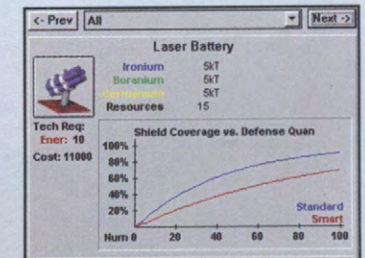 <- Prev All Next ->
Laser Battery
Ironium 5kT
Boranium 5kT
Germanium 5kT
Resources 15
Tech Req:
Ener: 10
Cost: 11000
Shield Coverage vs. Defense Quan
100%
80%
60%
40%
20%
Standard
Smart
Num 0 20 40 60 80 100